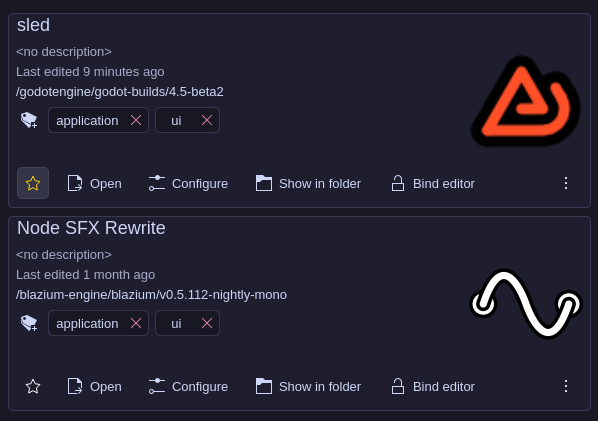 sled
<no description>
Last edited 9 minutes ago
/godotengine/godot-builds/4.5-beta2
application ui
Open Configure Show in folder Bind editor
Node SFX Rewrite
<no description>
Last edited 1 month ago
/blazium-engine/blazium/v0.5.112-nightly-mono
application ui
Open Configure Show in folder Bind editor